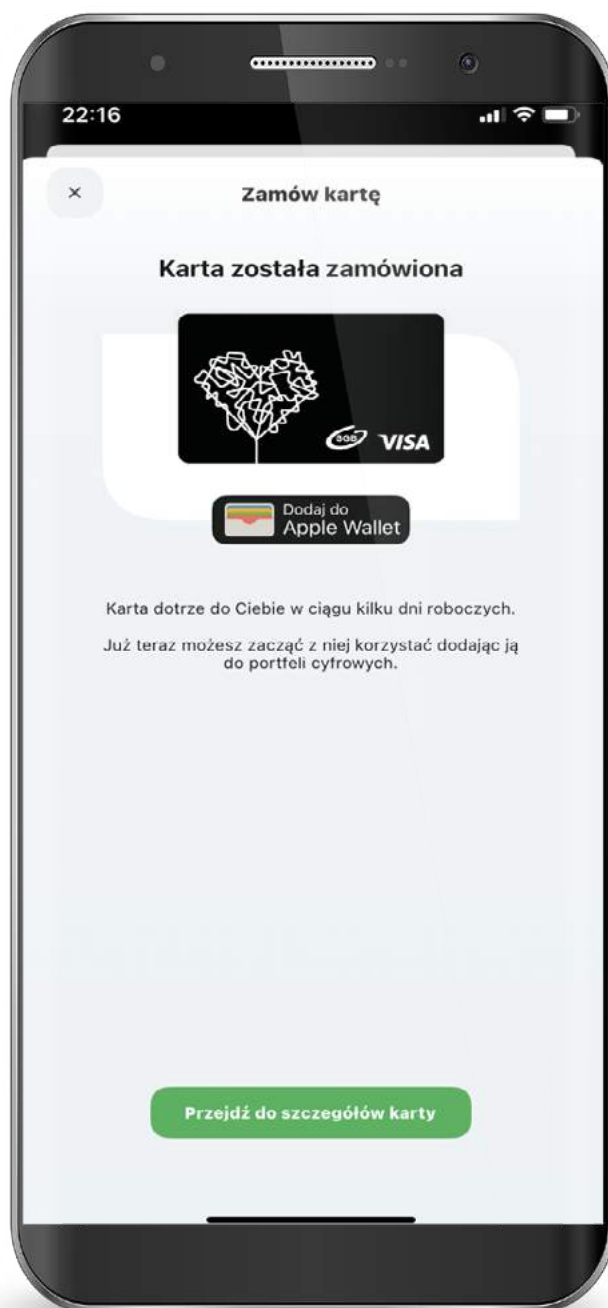 22:16
×
Zamów kartę
Karta została zamówiona
SGB VISA
Dodaj do
Apple Wallet
Karta dotrze do Ciebie w ciągu kilku dni roboczych.
Już teraz możesz zacząć z niej korzystać dodając ją
do portfeli cyfrowych.
Przejdź do szczegółów karty